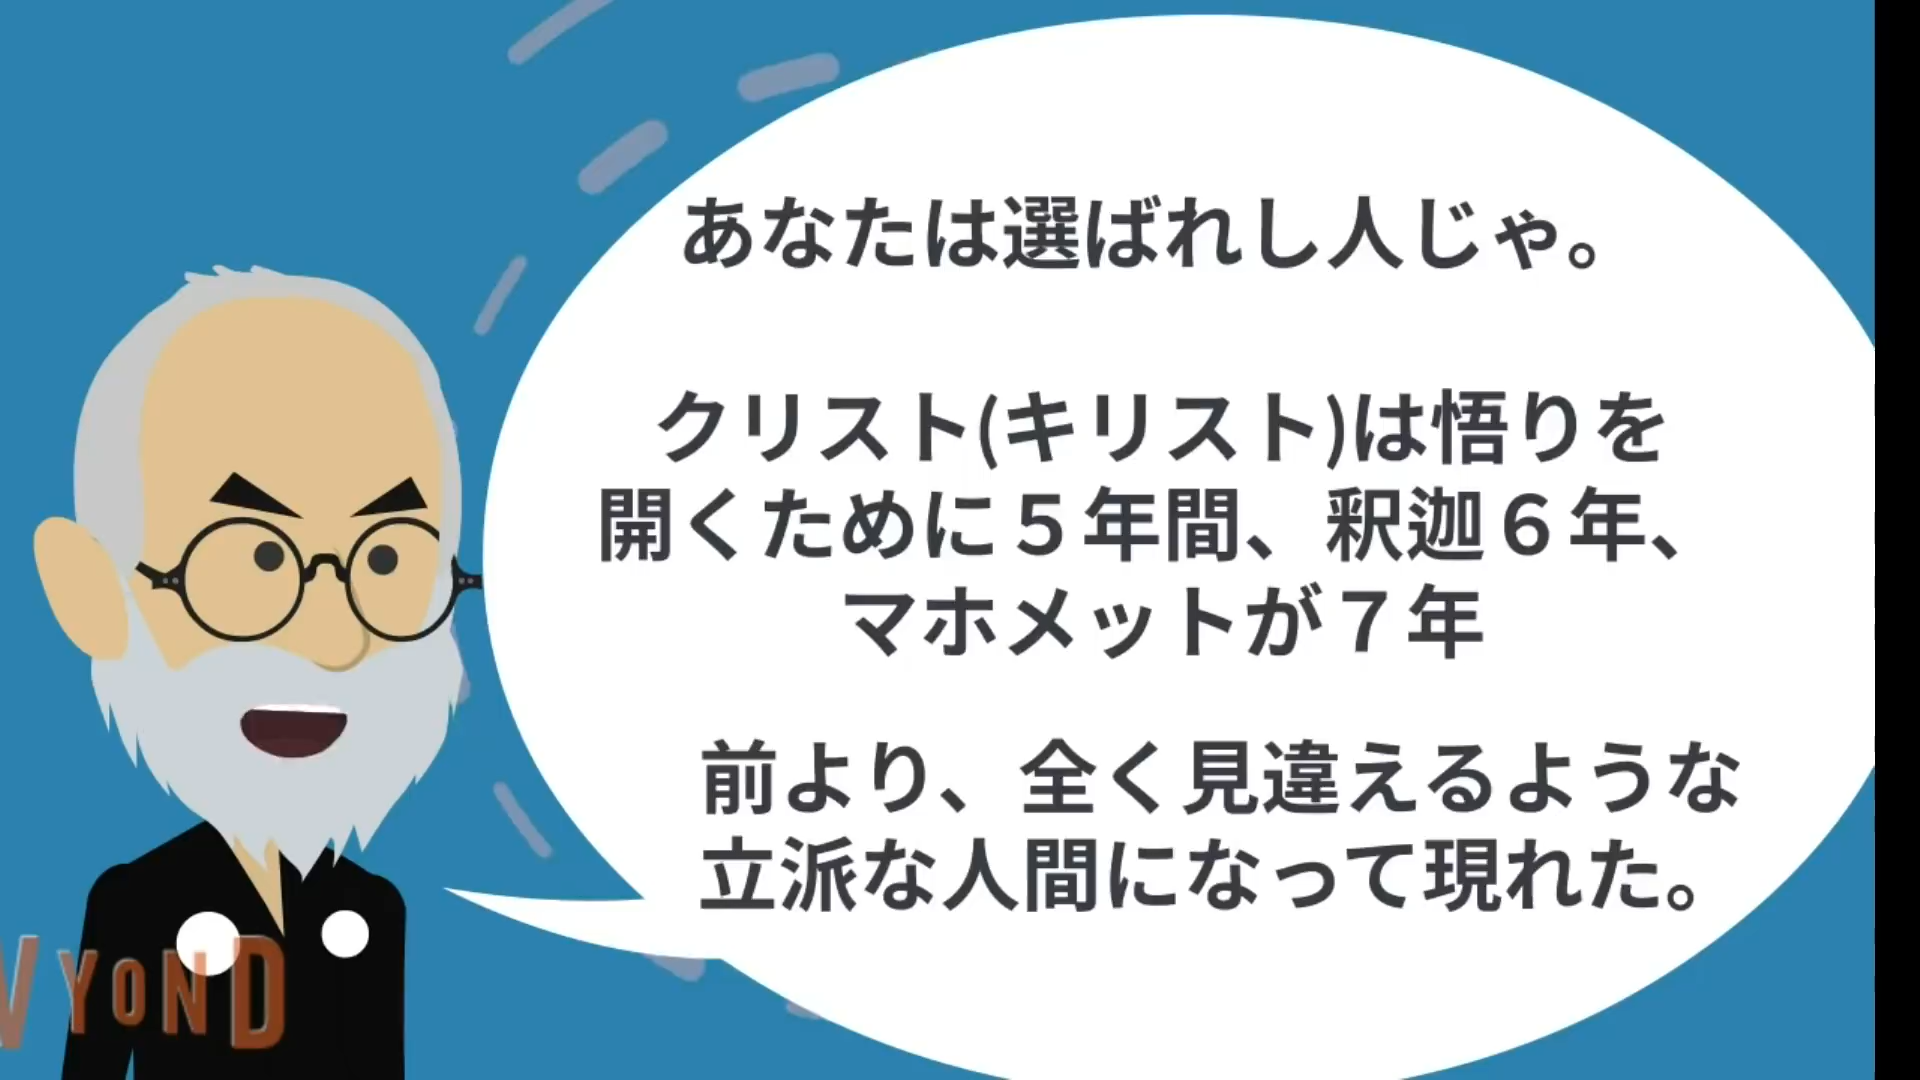 あなたは選ばれし人じゃ。
クリスト(キリスト)は悟りを
開くために５年間、釈迦６年、
マホメットが７年
前より、全く見違えるような
立派な人間になって現れた。
VYOND